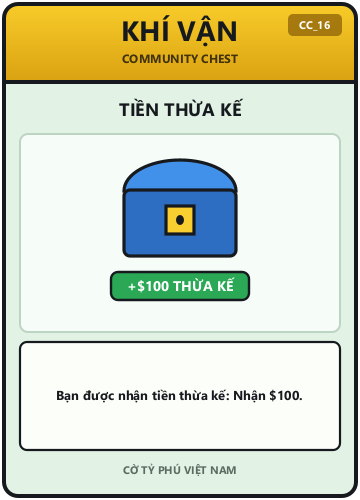 KHÍ VẬN
CC_16
COMMUNITY CHEST
TIỀN THỪA KẾ
+$100 THỪA KẾ
Bạn được nhận tiền thừa kế: Nhận $100.
CỜ TỶ PHÚ VIỆT NAM